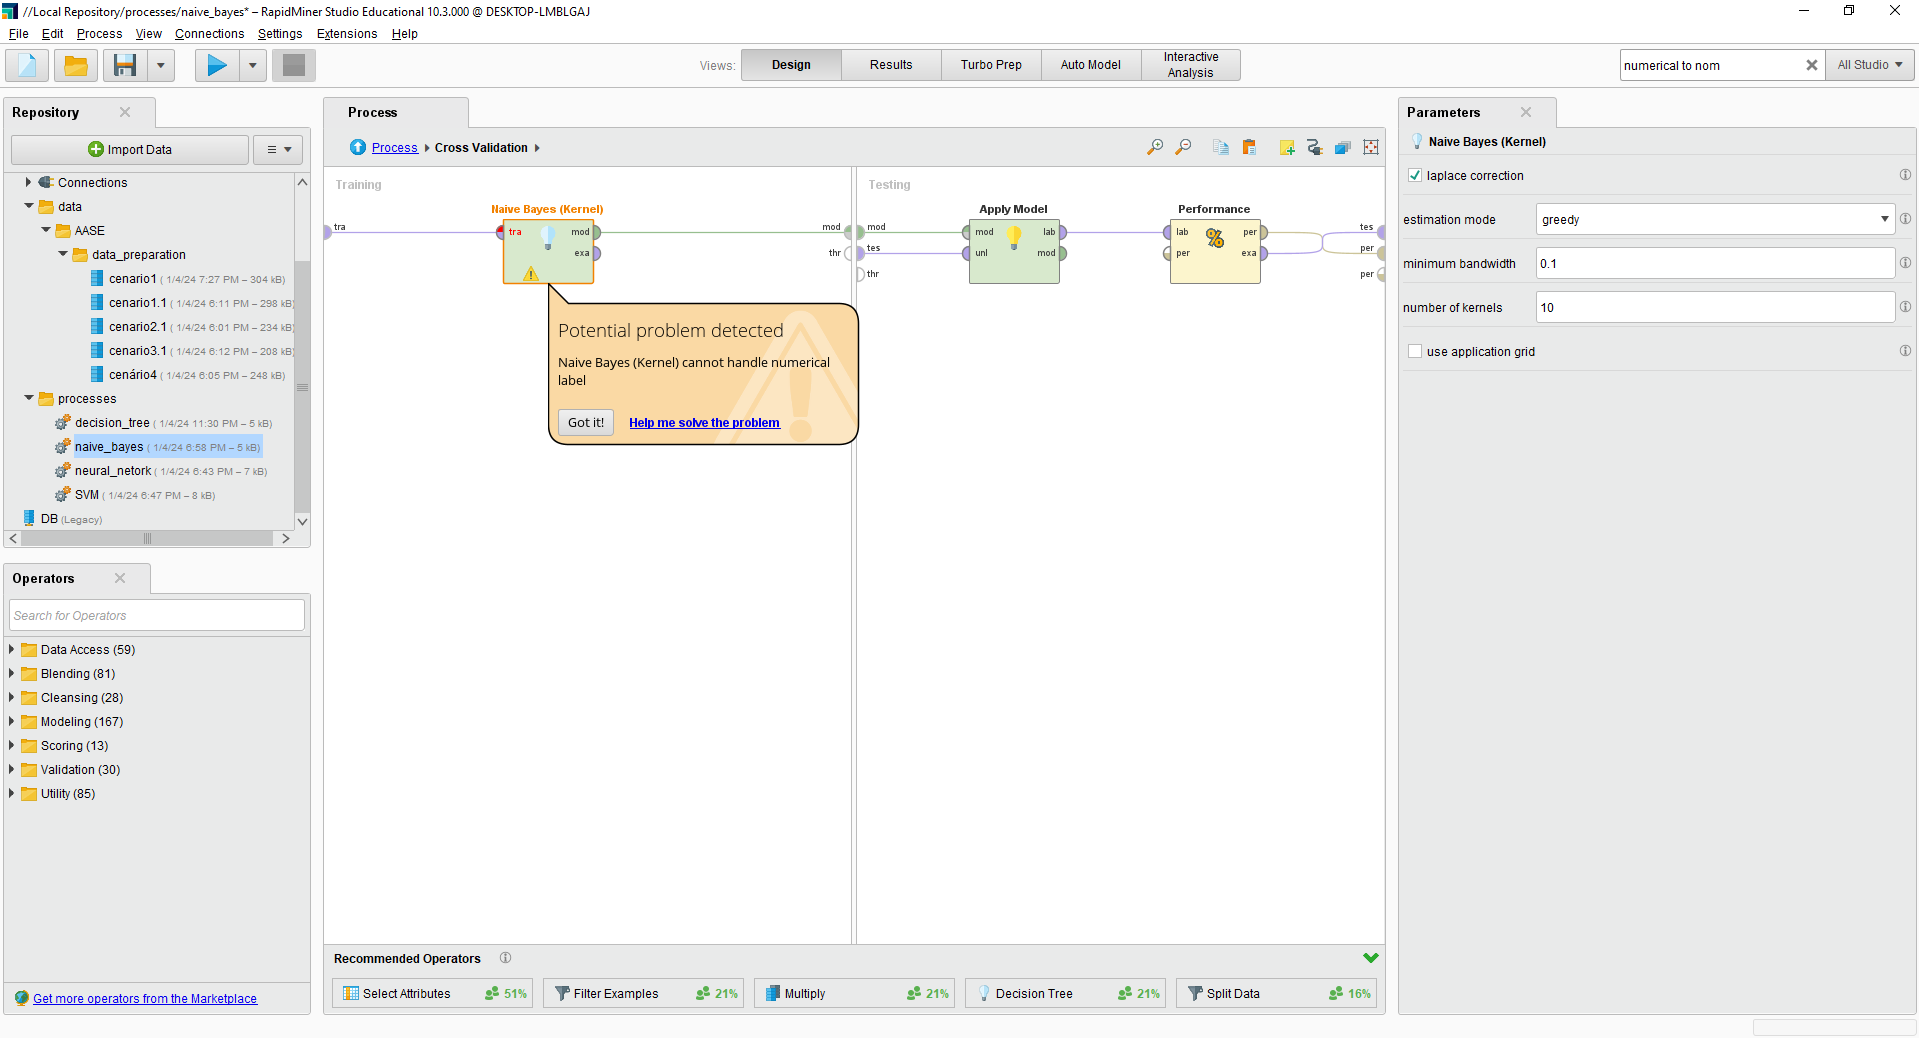 //Local Repository/processes/naive_bayes* – RapidMiner Studio Educational 10.3.000 @ DESKTOP-LMBLGAJ
File Edit Process View Connections Settings Extensions Help
Views: Design Results Turbo Prep Auto Model Interactive Analysis
numerical to nom All Studio
Repository
Import Data
Connections
data
AASE
data_preparation
cenario1 ( 1/4/24 7:27 PM – 304 kB)
cenario1.1 ( 1/4/24 6:11 PM – 298 kB)
cenario2.1 ( 1/4/24 6:01 PM – 234 kB)
cenario3.1 ( 1/4/24 6:12 PM – 208 kB)
cenário4 ( 1/4/24 6:05 PM – 248 kB)
processes
decision_tree ( 1/4/24 11:30 PM – 5 kB)
naive_bayes ( 1/4/24 6:58 PM – 5 kB)
neural_netork ( 1/4/24 6:43 PM – 7 kB)
SVM ( 1/4/24 6:47 PM – 8 kB)
DB (Legacy)
Operators
Search for Operators
Data Access (59)
Blending (81)
Cleansing (28)
Modeling (167)
Scoring (13)
Validation (30)
Utility (85)
Get more operators from the Marketplace
Process
Process Cross Validation
Training
Naive Bayes (Kernel)
tra tra mod mod
exa thr
Potential problem detected
Naive Bayes (Kernel) cannot handle numerical
label
Got it! Help me solve the problem
Testing
Apply Model Performance
mod mod lab lab per tes
tes unl mod per exa per
thr per
Recommended Operators
Select Attributes 51%
Filter Examples 21%
Multiply 21%
Decision Tree 21%
Split Data 16%
Parameters
Naive Bayes (Kernel)
laplace correction
estimation mode greedy
minimum bandwidth 0.1
number of kernels 10
use application grid